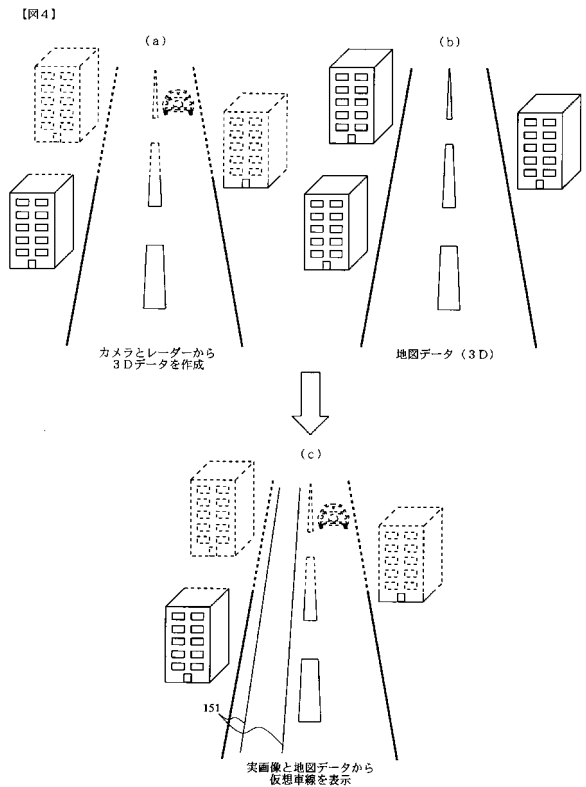 【図4】
(a)
(b)
カメラとレーダーから
3Dデータを作成
地図データ(3D)
(c)
151
実画像と地図データから
仮想車線を表示